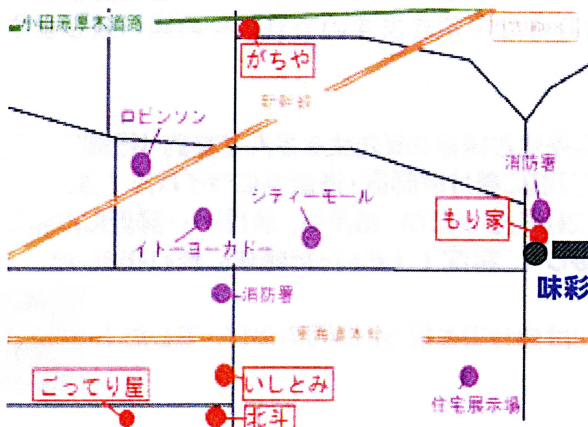 小田原厚木道路
がちや
新幹線
ロビンソン
消防署
シティーモール
もり家
イトーヨーカドー
味彩
消防署
東海道本線
ごってり屋
いしとみ
住宅展示場
北斗